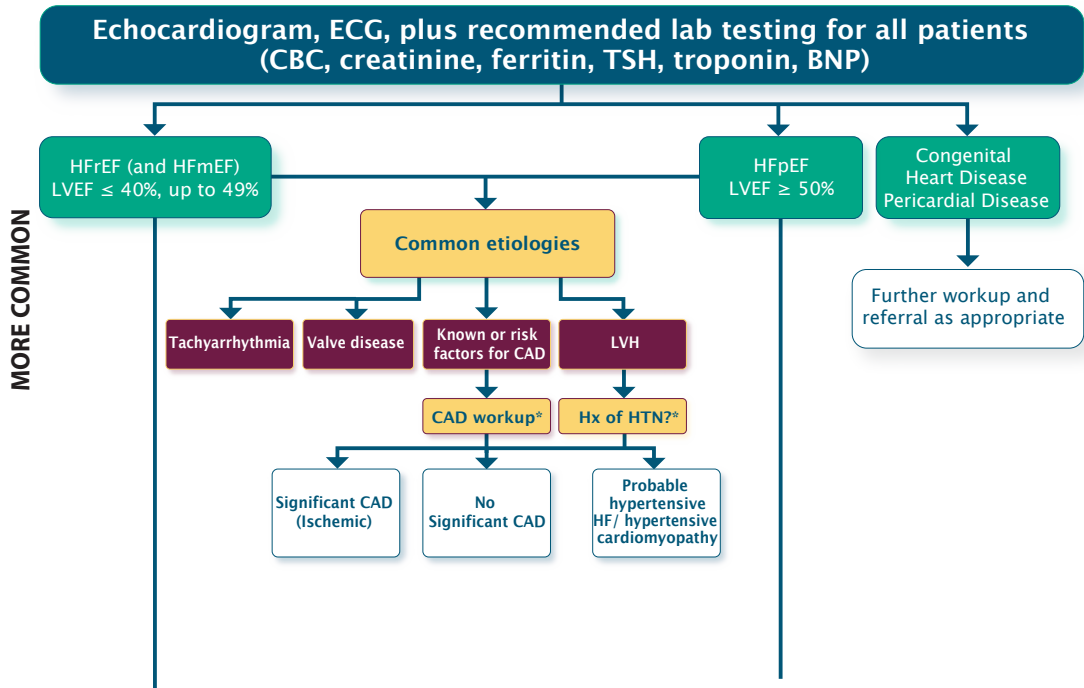 Echocardiogram, ECG, plus recommended lab testing for all patients
(CBC, creatinine, ferritin, TSH, troponin, BNP)
HFrEF (and HFmEF)
LVEF ≤ 40%, up to 49%
HFpEF
LVEF ≥ 50%
Congenital
Heart Disease
Pericardial Disease
MORE COMMON
Common etiologies
Further workup and
referral as appropriate
Tachyarrhythmia
Valve disease
Known or risk
factors for CAD
LVH
CAD workup*
Hx of HTN?*
Significant CAD
(Ischemic)
No
Significant CAD
Probable
hypertensive
HF/ hypertensive
cardiomyopathy